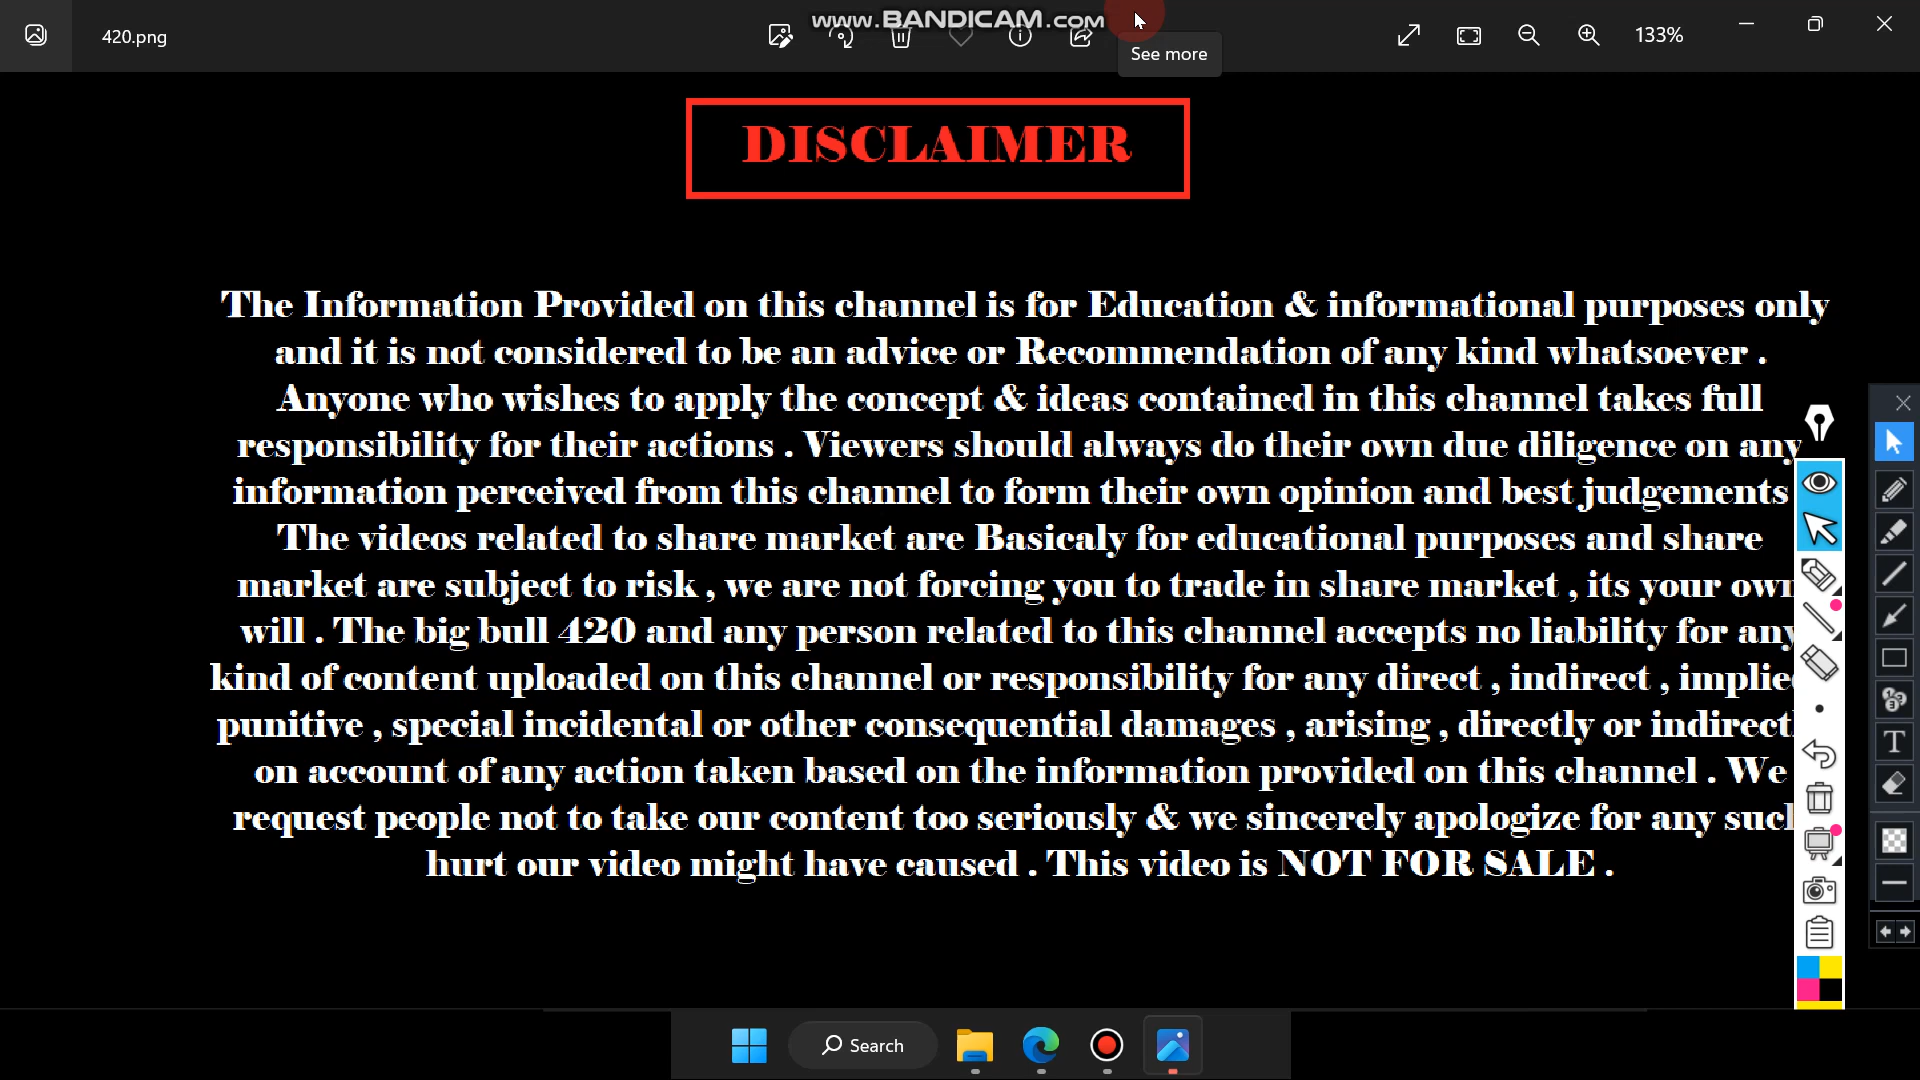 www.BANDICAM.com
420.png
133%
See more
DISCLAIMER
The Information Provided on this channel is for Education & informational purposes only
and it is not considered to be an advice or Recommendation of any kind whatsoever .
Anyone who wishes to apply the concept & ideas contained in this channel takes full
responsibility for their actions . Viewers should always do their own due diligence on any
information perceived from this channel to form their own opinion and best judgements
The videos related to share market are Basicaly for educational purposes and share
market are subject to risk , we are not forcing you to trade in share market , its your own
will . The big bull 420 and any person related to this channel accepts no liability for any
kind of content uploaded on this channel or responsibility for any direct , indirect ,
punitive , special incidental or other consequential damages , arising , directly or
on account of any action taken based on the information provided on this channel . We
request people not to take our content too seriously & we sincerely apologize for any
hurt our video might have caused . This video is NOT FOR SALE .
T
Search